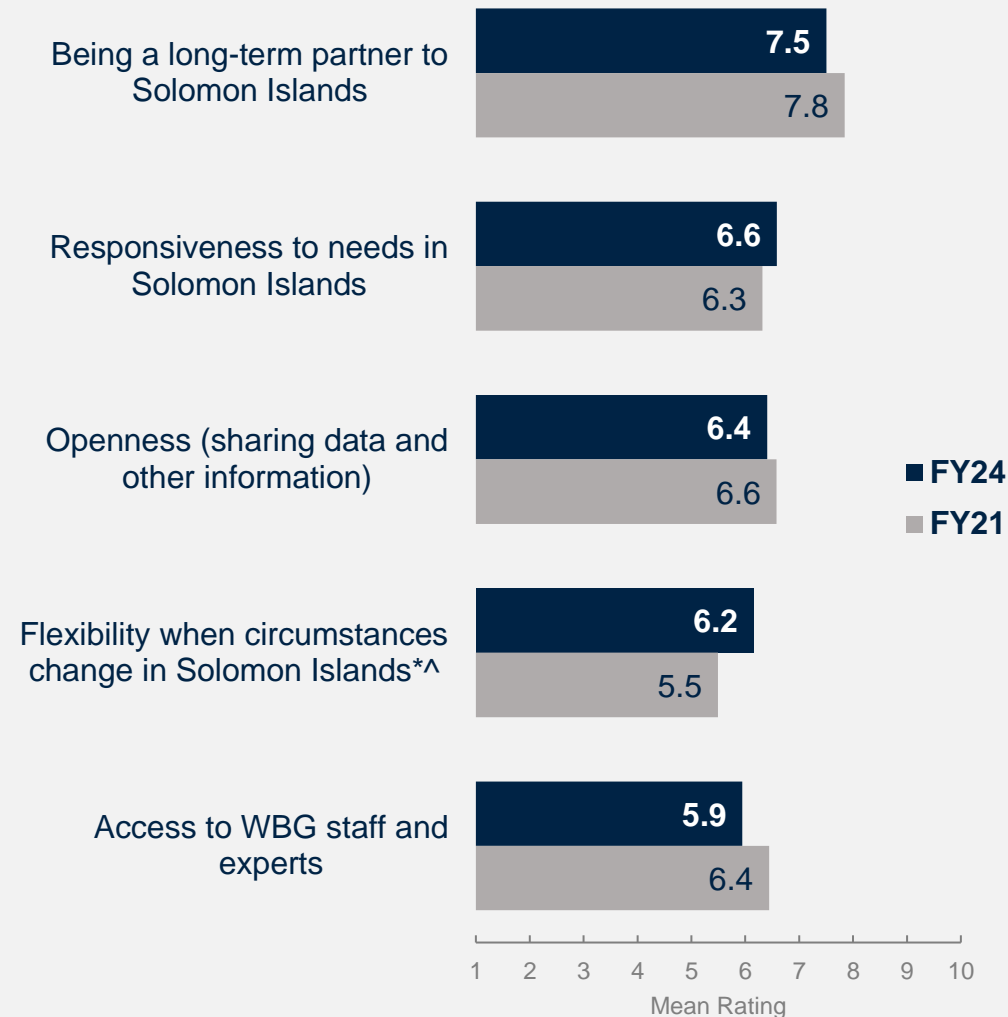 Being a long-term partner to
Solomon Islands
7.5
7.8
Responsiveness to needs in
Solomon Islands
6.6
6.3
Openness (sharing data and
other information)
6.4
6.6
FY24
FY21
Flexibility when circumstances
change in Solomon Islands*^
6.2
5.5
Access to WBG staff and
experts
5.9
6.4
1 2 3 4 5 6 7 8 9 10
Mean Rating